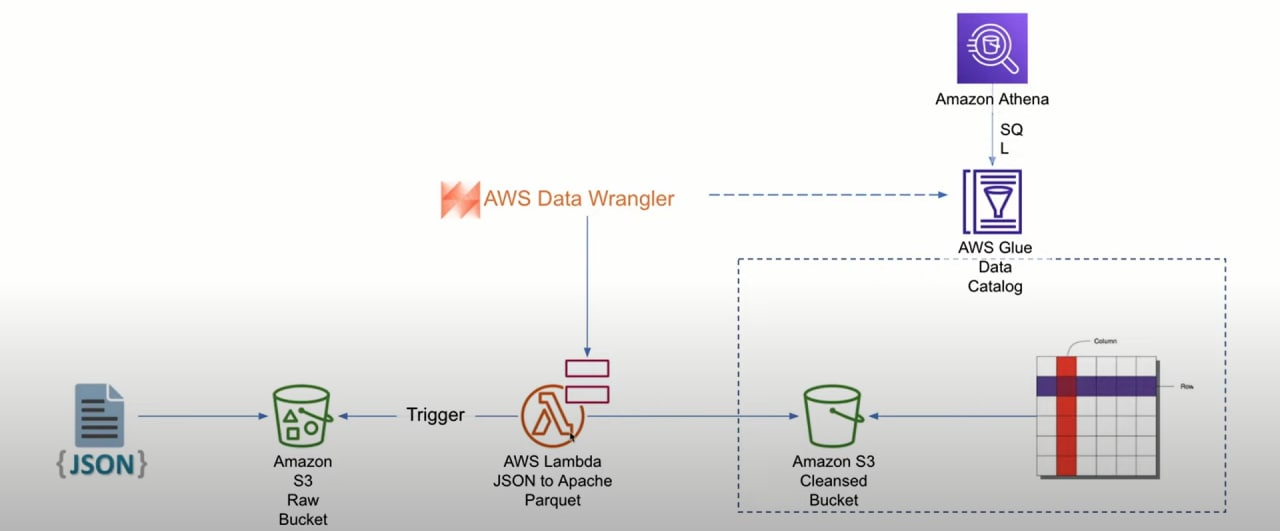 Amazon Athena
SQ
L
AWS Data Wrangler
AWS Glue
Data
Catalog
Column
Row
Trigger
{JSON}
Amazon
S3
Raw
Bucket
AWS Lambda
JSON to Apache
Parquet
Amazon S3
Cleansed
Bucket